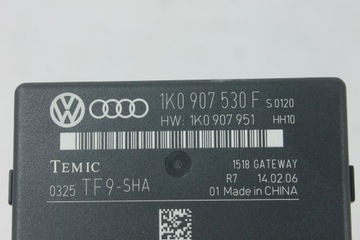 1K0 907 530 F S 0120
HW: 1K0 907 951 HH10
TEMIC 1518 GATEWAY
0325 TF9-SHA R7 14.02.06
01 Made in CHINA